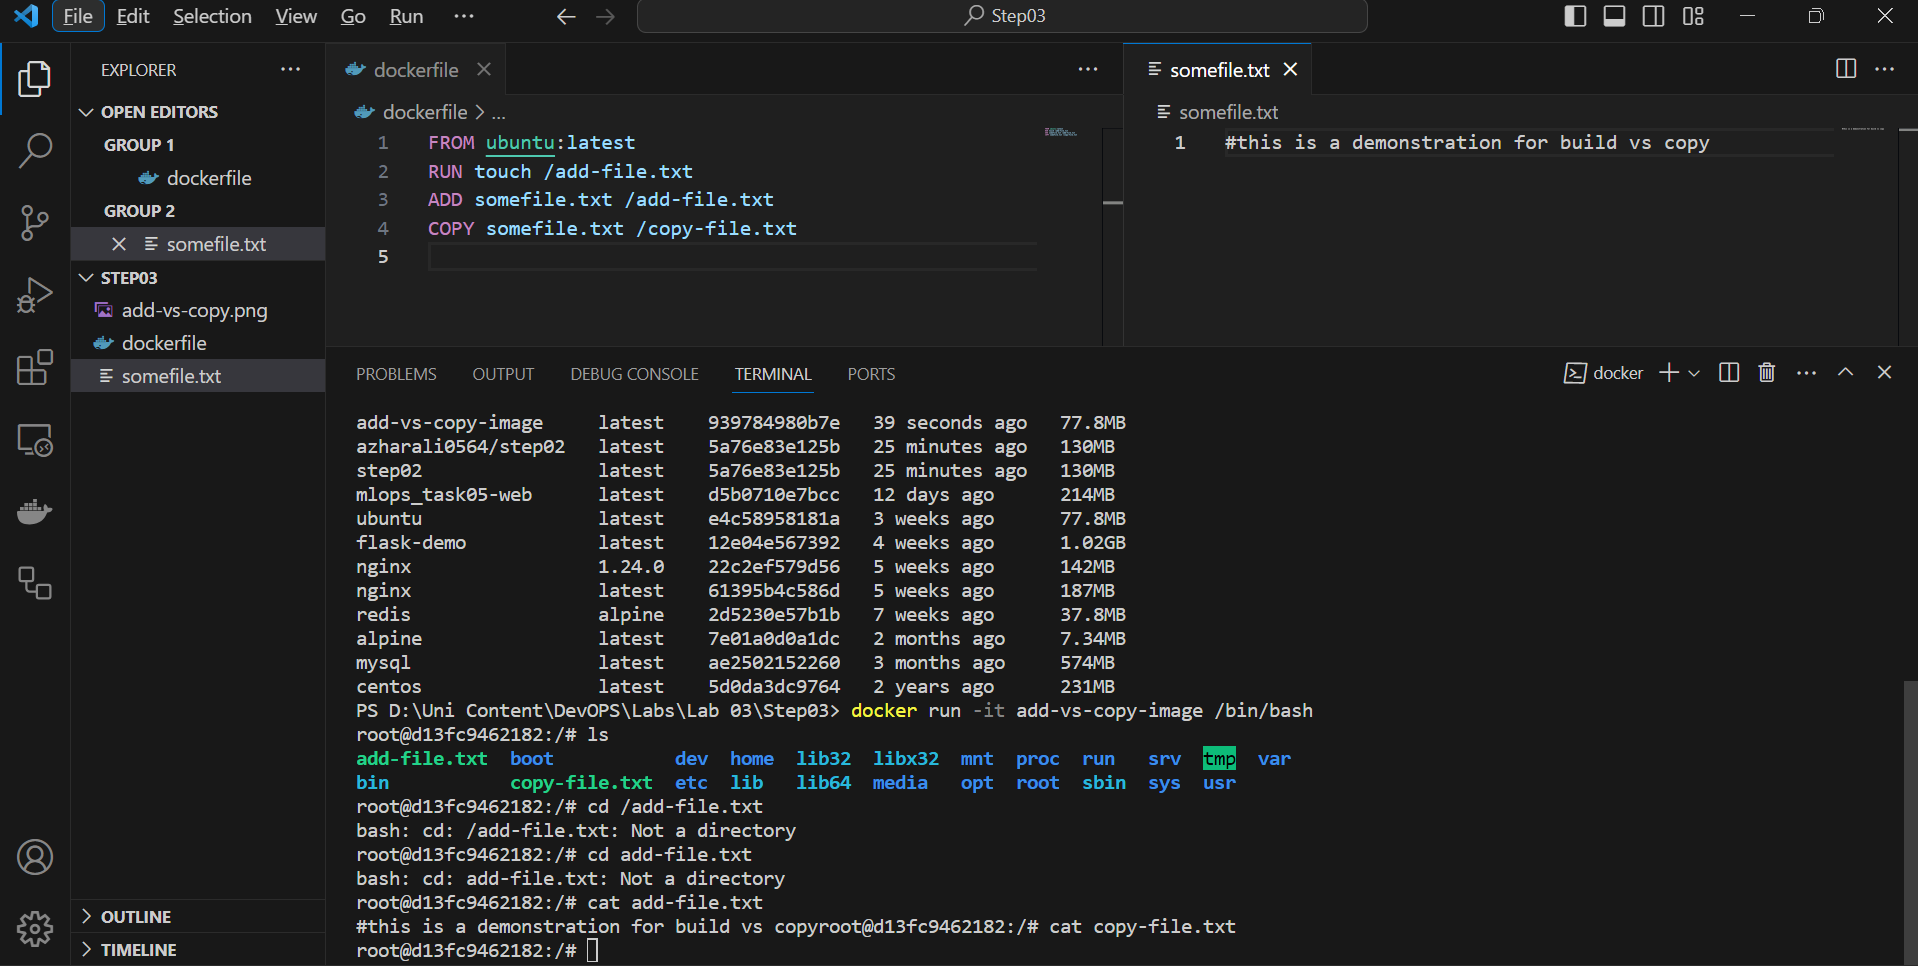 File Edit Selection View Go Run ··· Step03
EXPLORER ···
OPEN EDITORS
GROUP 1
dockerfile
GROUP 2
somefile.txt
STEP03
add-vs-copy.png
dockerfile
somefile.txt
OUTLINE
TIMELINE
dockerfile
dockerfile > ...
1 FROM ubuntu:latest
2 RUN touch /add-file.txt
3 ADD somefile.txt /add-file.txt
4 COPY somefile.txt /copy-file.txt
5
somefile.txt
somefile.txt
1 #this is a demonstration for build vs copy
PROBLEMS OUTPUT DEBUG CONSOLE TERMINAL PORTS docker
add-vs-copy-image latest 939784980b7e 39 seconds ago 77.8MB
azharali0564/step02 latest 5a76e83e125b 25 minutes ago 130MB
step02 latest 5a76e83e125b 25 minutes ago 130MB
mlops_task05-web latest d5b0710e7bcc 12 days ago 214MB
ubuntu latest e4c58958181a 3 weeks ago 77.8MB
flask-demo latest 12e04e567392 4 weeks ago 1.02GB
nginx 1.24.0 22c2ef579d56 5 weeks ago 142MB
nginx latest 61395b4c586d 5 weeks ago 187MB
redis alpine 2d5230e57b1b 7 weeks ago 37.8MB
alpine latest 7e01a0d0a1dc 2 months ago 7.34MB
mysql latest ae2502152260 3 months ago 574MB
centos latest 5d0da3dc9764 2 years ago 231MB
PS D:\Uni Content\DevOPS\Labs\Lab 03\Step03> docker run -it add-vs-copy-image /bin/bash
root@d13fc9462182:/# ls
add-file.txt boot dev home lib32 libx32 mnt proc run srv tmp var
bin copy-file.txt etc lib lib64 media opt root sbin sys usr
root@d13fc9462182:/# cd /add-file.txt
bash: cd: /add-file.txt: Not a directory
root@d13fc9462182:/# cd add-file.txt
bash: cd: add-file.txt: Not a directory
root@d13fc9462182:/# cat add-file.txt
#this is a demonstration for build vs copyroot@d13fc9462182:/# cat copy-file.txt
root@d13fc9462182:/#